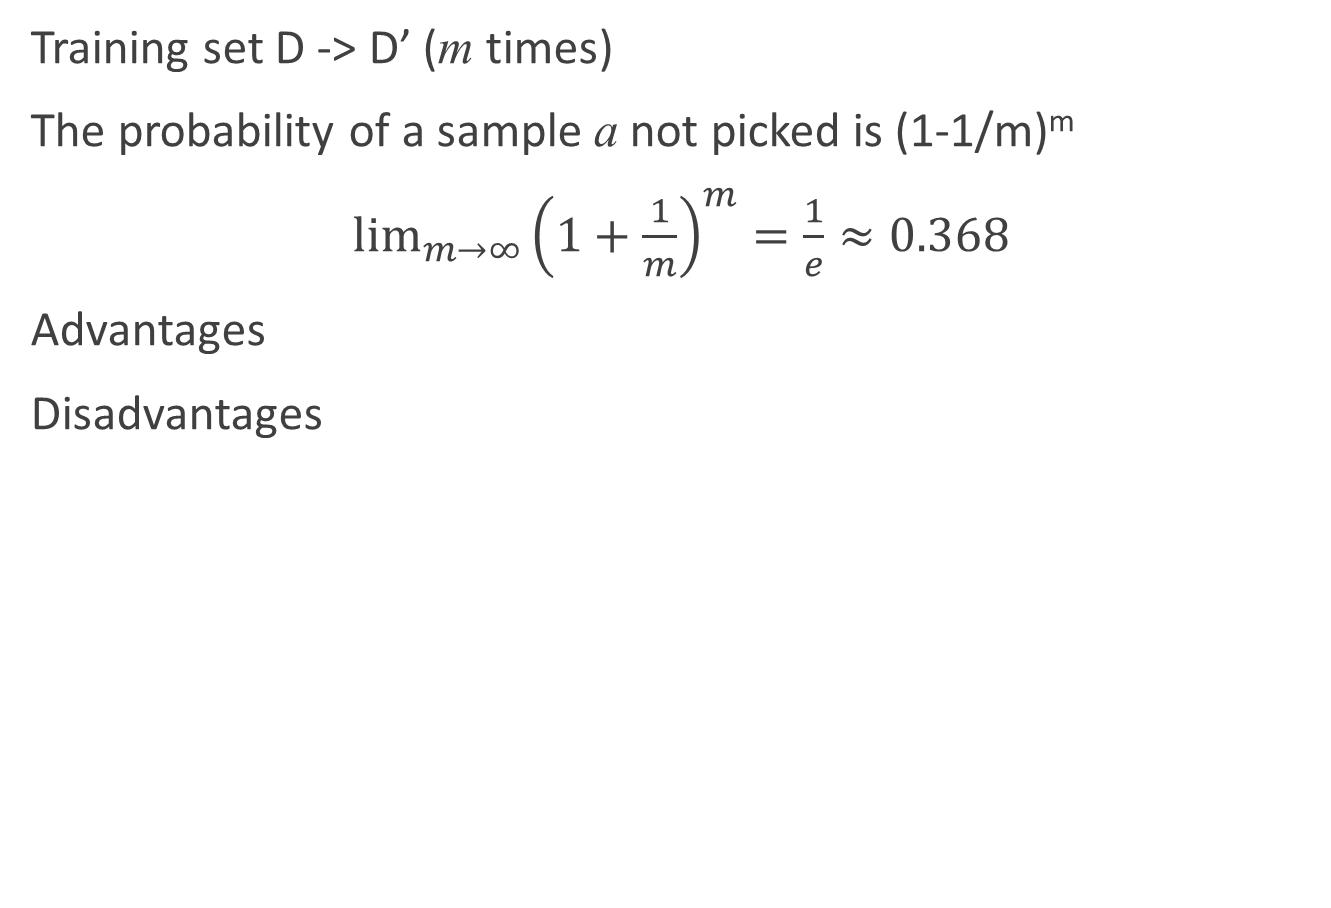 Training set D -> D’ (m times)
The probability of a sample a not picked is (1-1/m)ᵐ
lim_{m→∞} (1 + 1/m)^m = 1/e ≈ 0.368
Advantages
Disadvantages